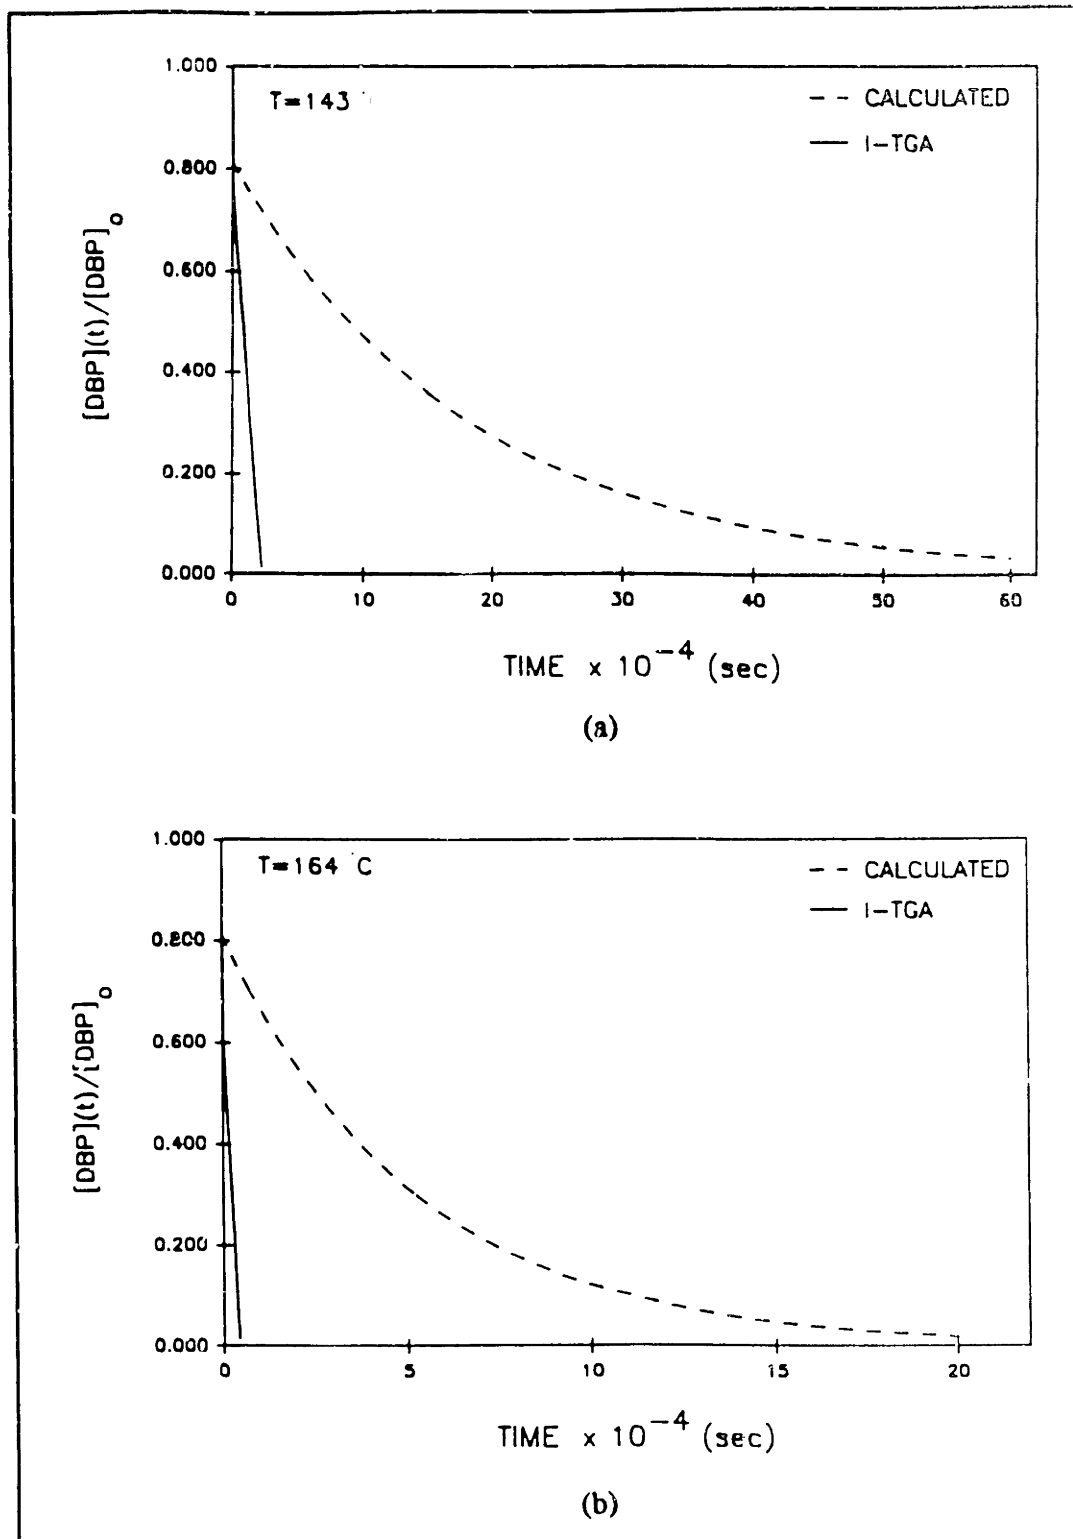 1.000
T=143
- - CALCULATED
— I-TGA
0.800
0.600
0.400
0.200
0.000
[DBP](t)/[DBP]o
0 10 20 30 40 50 60
TIME x 10^-4 (sec)
(a)
1.000
T=164 °C
- - CALCULATED
— I-TGA
0.800
0.600
0.400
0.200
0.000
[DBP](t)/[DBP]o
0 5 10 15 20
TIME x 10^-4 (sec)
(b)